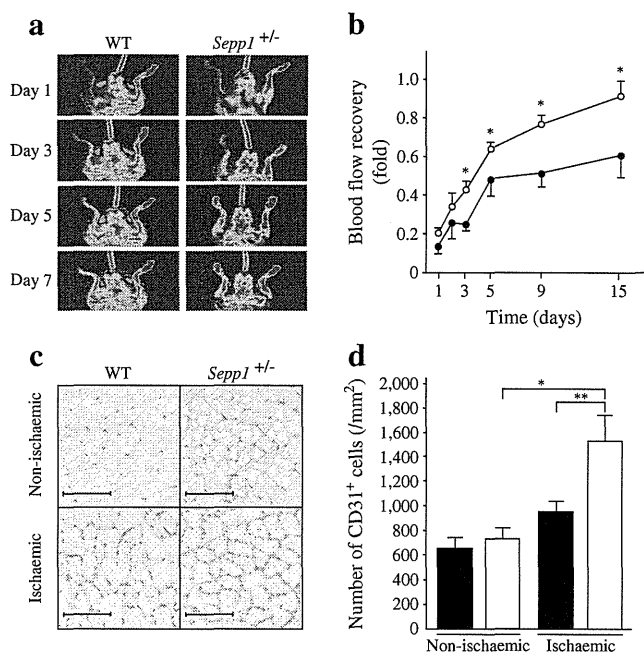 a
WT
Sepp1 +/-
Day 1
Day 3
Day 5
Day 7
b
Blood flow recovery
(fold)
1.0
0.8
0.6
0.4
0.2
0
*
*
*
*
1
3
5
9
15
Time (days)
c
WT
Sepp1 +/-
Non-ischaemic
Ischaemic
d
Number of CD31+ cells (/mm2)
2,000
1,800
1,600
1,400
1,200
1,000
800
600
400
200
0
*
**
Non-ischaemic
Ischaemic